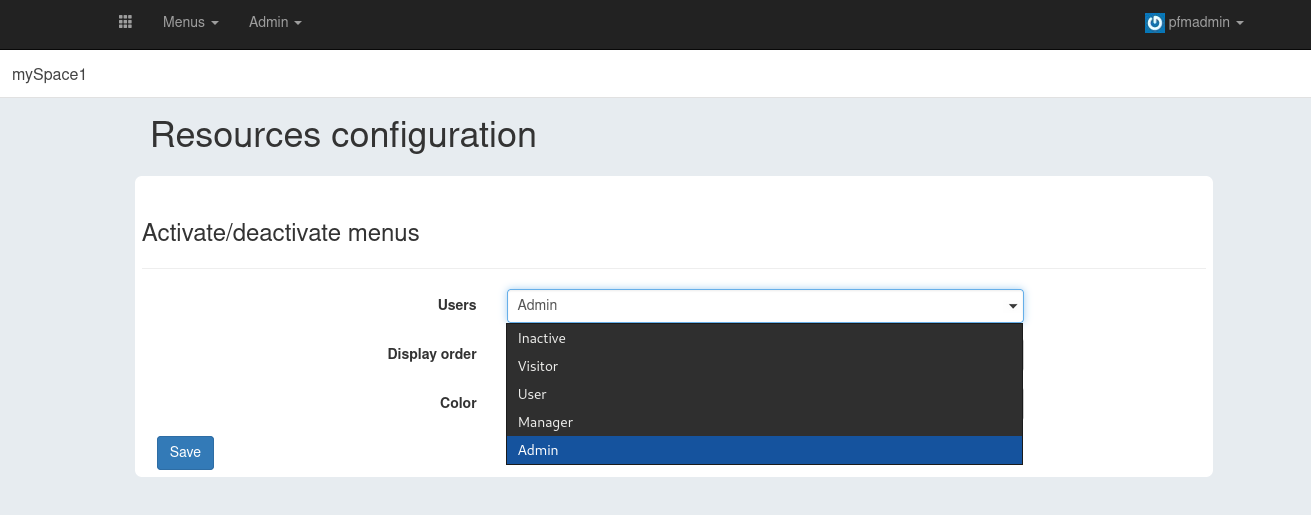 Menus Admin pfmadmin
mySpace1
Resources configuration
Activate/deactivate menus
Users Admin
Inactive
Display order
Visitor
User
Color
Manager
Save
Admin